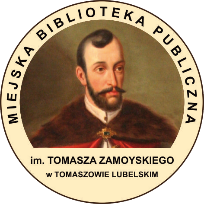 MIEJSKA BIBLIOTEKA PUBLICZNA
im. TOMASZA ZAMOYSKIEGO
w TOMASZOWIE LUBELSKIM